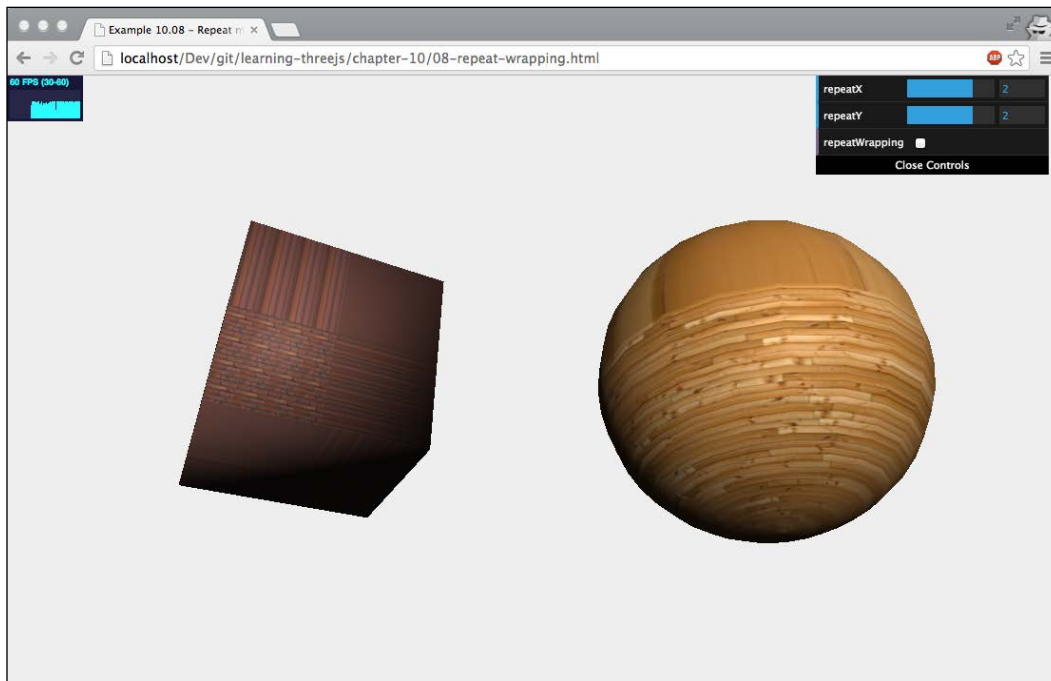 Example 10.08 – Repeat m
localhost/Dev/git/learning-threejs/chapter-10/08-repeat-wrapping.html
ABP
60 FPS (30-60)
repeatX 2
repeatY 2
repeatWrapping
Close Controls